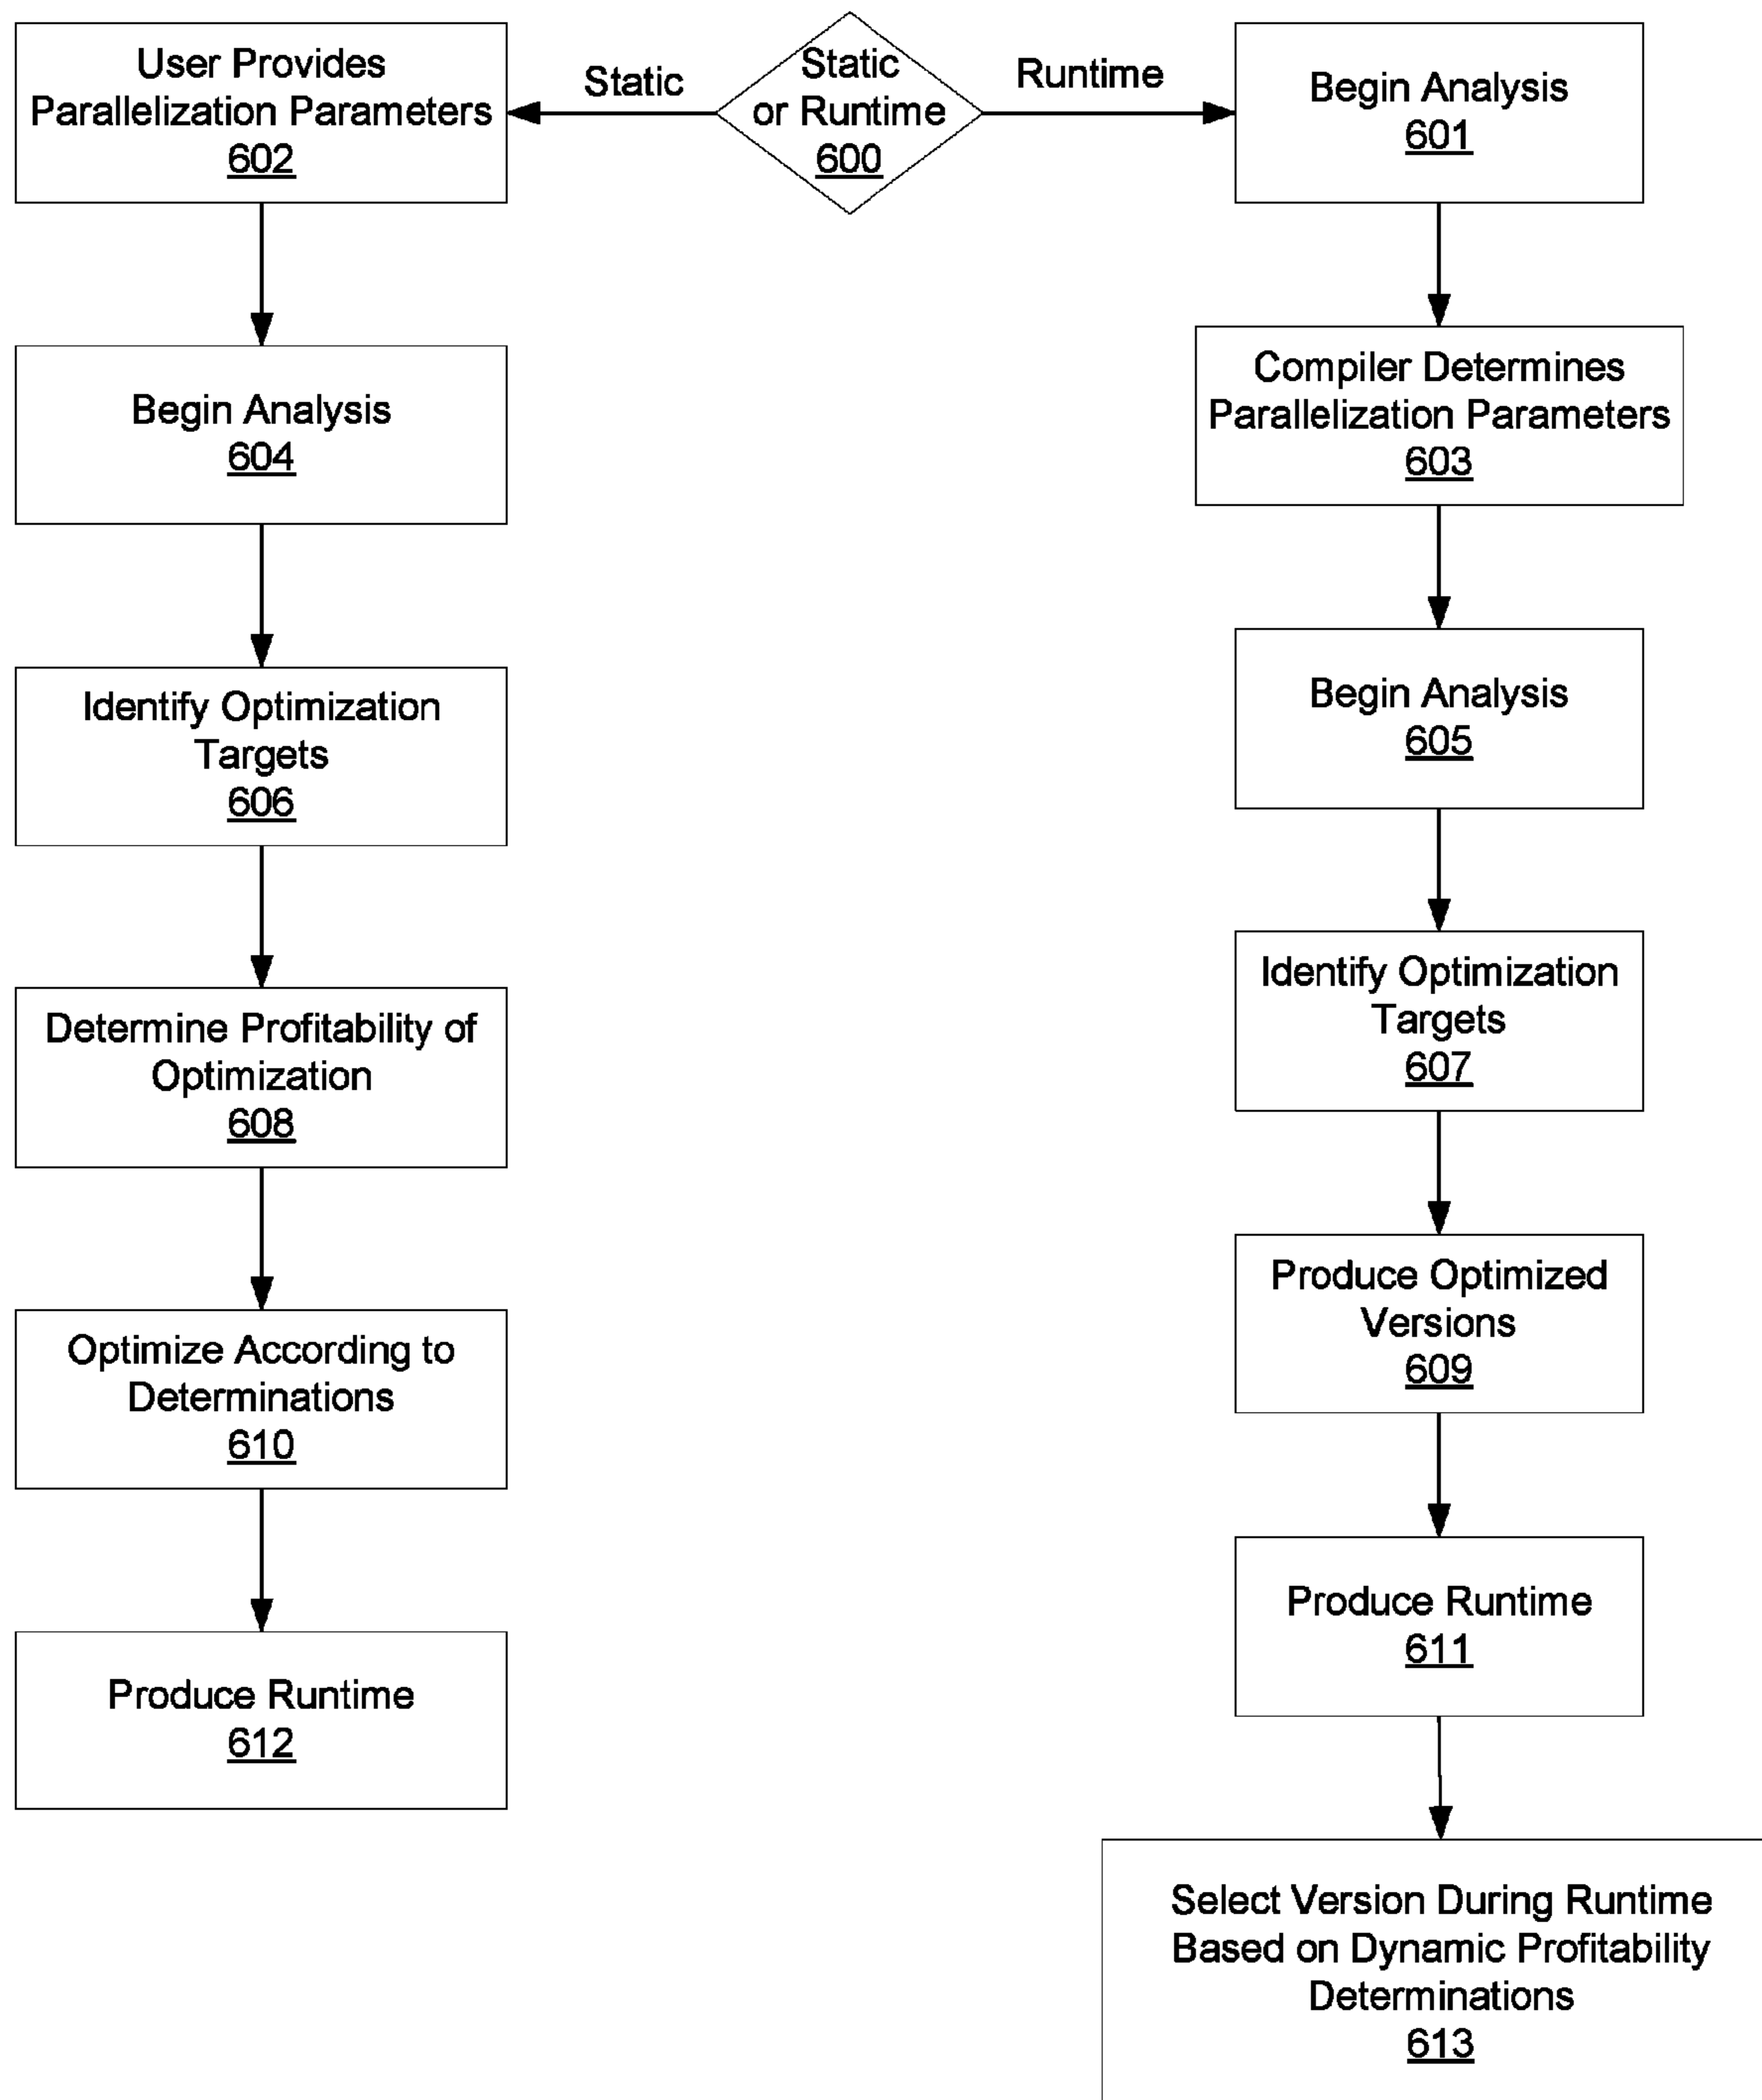 Static
or Runtime
600
Static
User Provides
Parallelization Parameters
602
Begin Analysis
604
Identify Optimization
Targets
606
Determine Profitability of
Optimization
608
Optimize According to
Determinations
610
Produce Runtime
612
Runtime
Begin Analysis
601
Compiler Determines
Parallelization Parameters
603
Begin Analysis
605
Identify Optimization
Targets
607
Produce Optimized
Versions
609
Produce Runtime
611
Select Version During Runtime
Based on Dynamic Profitability
Determinations
613